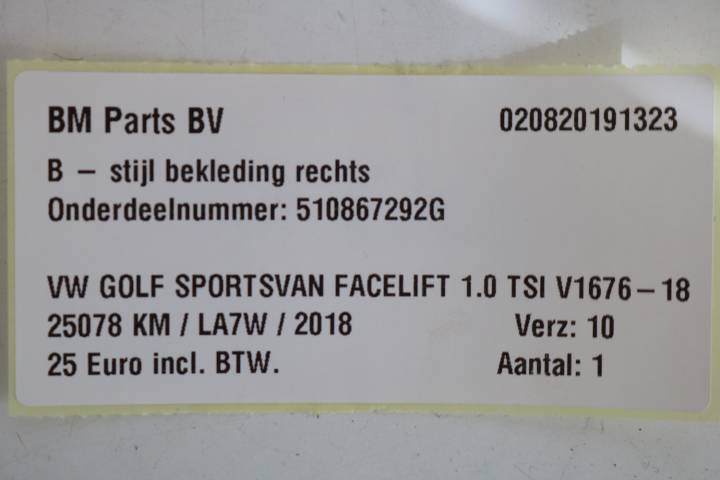 BM Parts BV 020820191323
B – stijl bekleding rechts
Onderdeelnummer: 510867292G
VW GOLF SPORTSVAN FACELIFT 1.0 TSI V1676–18
25078 KM / LA7W / 2018 Verz: 10
25 Euro incl. BTW. Aantal: 1